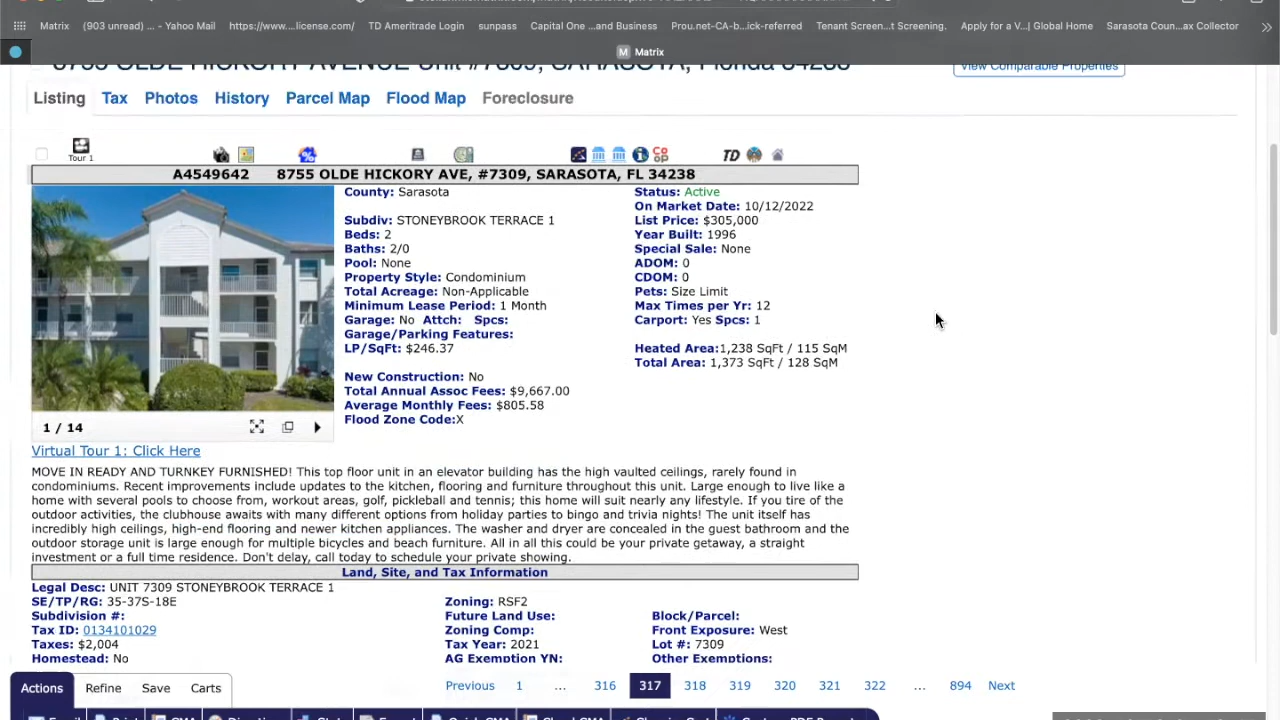 Matrix (903 unread) ... – Yahoo Mail https://www....license.com/ TD Ameritrade Login sunpass Capital One ...and Business Prou.net-CA-b...ick-referred Tenant Screen...t Screening. Apply for a V...| Global Home Sarasota Coun...ax Collector
M Matrix
8755 OLDE HICKORY AVENUE Unit #7309, SARASOTA, Florida 34238
View Comparable Properties
Listing Tax Photos History Parcel Map Flood Map Foreclosure
Tour 1
TD
A4549642 8755 OLDE HICKORY AVE, #7309, SARASOTA, FL 34238
County: Sarasota Status: Active
On Market Date: 10/12/2022
Subdiv: STONEYBROOK TERRACE 1 List Price: $305,000
Beds: 2 Year Built: 1996
Baths: 2/0 Special Sale: None
Pool: None ADOM: 0
Property Style: Condominium CDOM: 0
Total Acreage: Non-Applicable Pets: Size Limit
Minimum Lease Period: 1 Month Max Times per Yr: 12
Garage: No Attch: Spcs: Carport: Yes Spcs: 1
Garage/Parking Features:
LP/SqFt: $246.37 Heated Area:1,238 SqFt / 115 SqM
Total Area: 1,373 SqFt / 128 SqM
New Construction: No
Total Annual Assoc Fees: $9,667.00
Average Monthly Fees: $805.58
Flood Zone Code:X
1 / 14
Virtual Tour 1: Click Here
MOVE IN READY AND TURNKEY FURNISHED! This top floor unit in an elevator building has the high vaulted ceilings, rarely found in
condominiums. Recent improvements include updates to the kitchen, flooring and furniture throughout this unit. Large enough to live like a
home with several pools to choose from, workout areas, golf, pickleball and tennis; this home will suit nearly any lifestyle. If you tire of the
outdoor activities, the clubhouse awaits with many different options from holiday parties to bingo and trivia nights! The unit itself has
incredibly high ceilings, high-end flooring and newer kitchen appliances. The washer and dryer are concealed in the guest bathroom and the
outdoor storage unit is large enough for multiple bicycles and beach furniture. All in all this could be your private getaway, a straight
investment or a full time residence. Don't delay, call today to schedule your private showing.
Land, Site, and Tax Information
Legal Desc: UNIT 7309 STONEYBROOK TERRACE 1
SE/TP/RG: 35-37S-18E Zoning: RSF2
Subdivision #: Future Land Use: Block/Parcel:
Tax ID: 0134101029 Zoning Comp: Front Exposure: West
Taxes: $2,004 Tax Year: 2021 Lot #: 7309
Homestead: No AG Exemption YN: Other Exemptions:
Actions Refine Save Carts Previous 1 ... 316 317 318 319 320 321 322 ... 894 Next